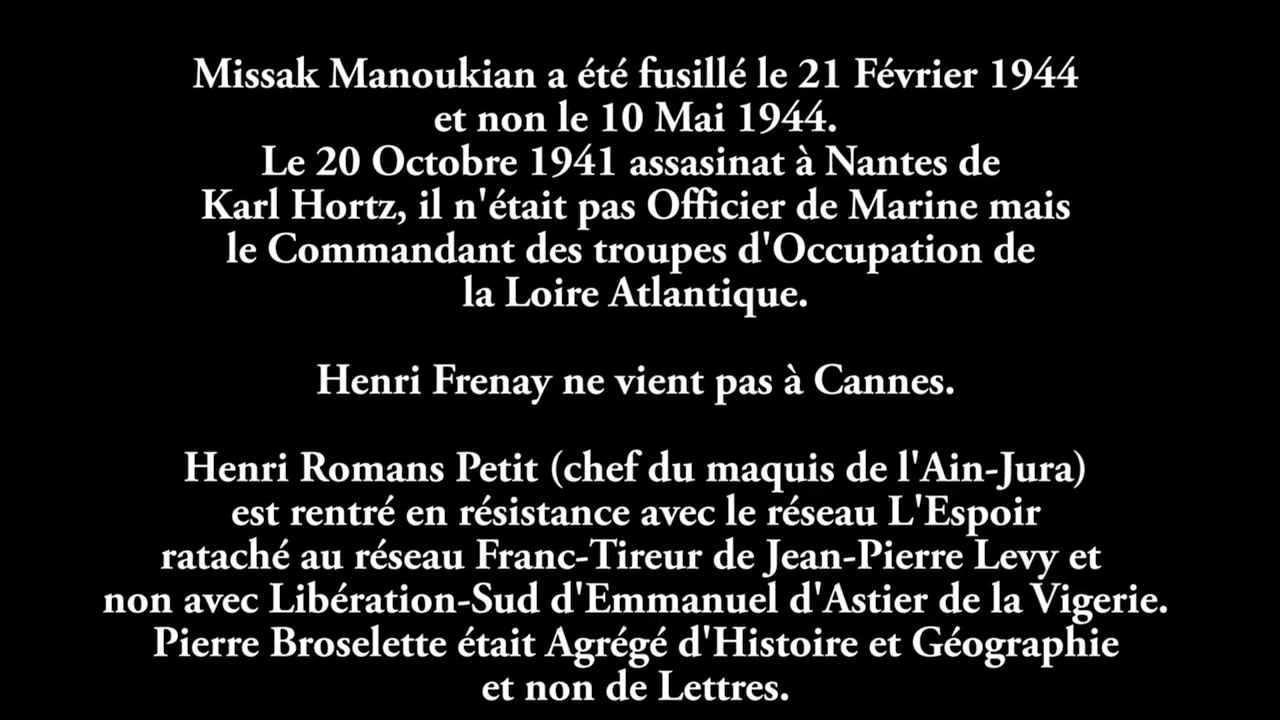 Missak Manoukian a été fusillé le 21 Février 1944
et non le 10 Mai 1944.
Le 20 Octobre 1941 assasinat à Nantes de
Karl Hortz, il n'était pas Officier de Marine mais
le Commandant des troupes d'Occupation de
la Loire Atlantique.
Henri Frenay ne vient pas à Cannes.
Henri Romans Petit (chef du maquis de l'Ain-Jura)
est rentré en résistance avec le réseau L'Espoir
rataché au réseau Franc-Tireur de Jean-Pierre Levy et
non avec Libération-Sud d'Emmanuel d'Astier de la Vigerie.
Pierre Broselette était Agrégé d'Histoire et Géographie
et non de Lettres.